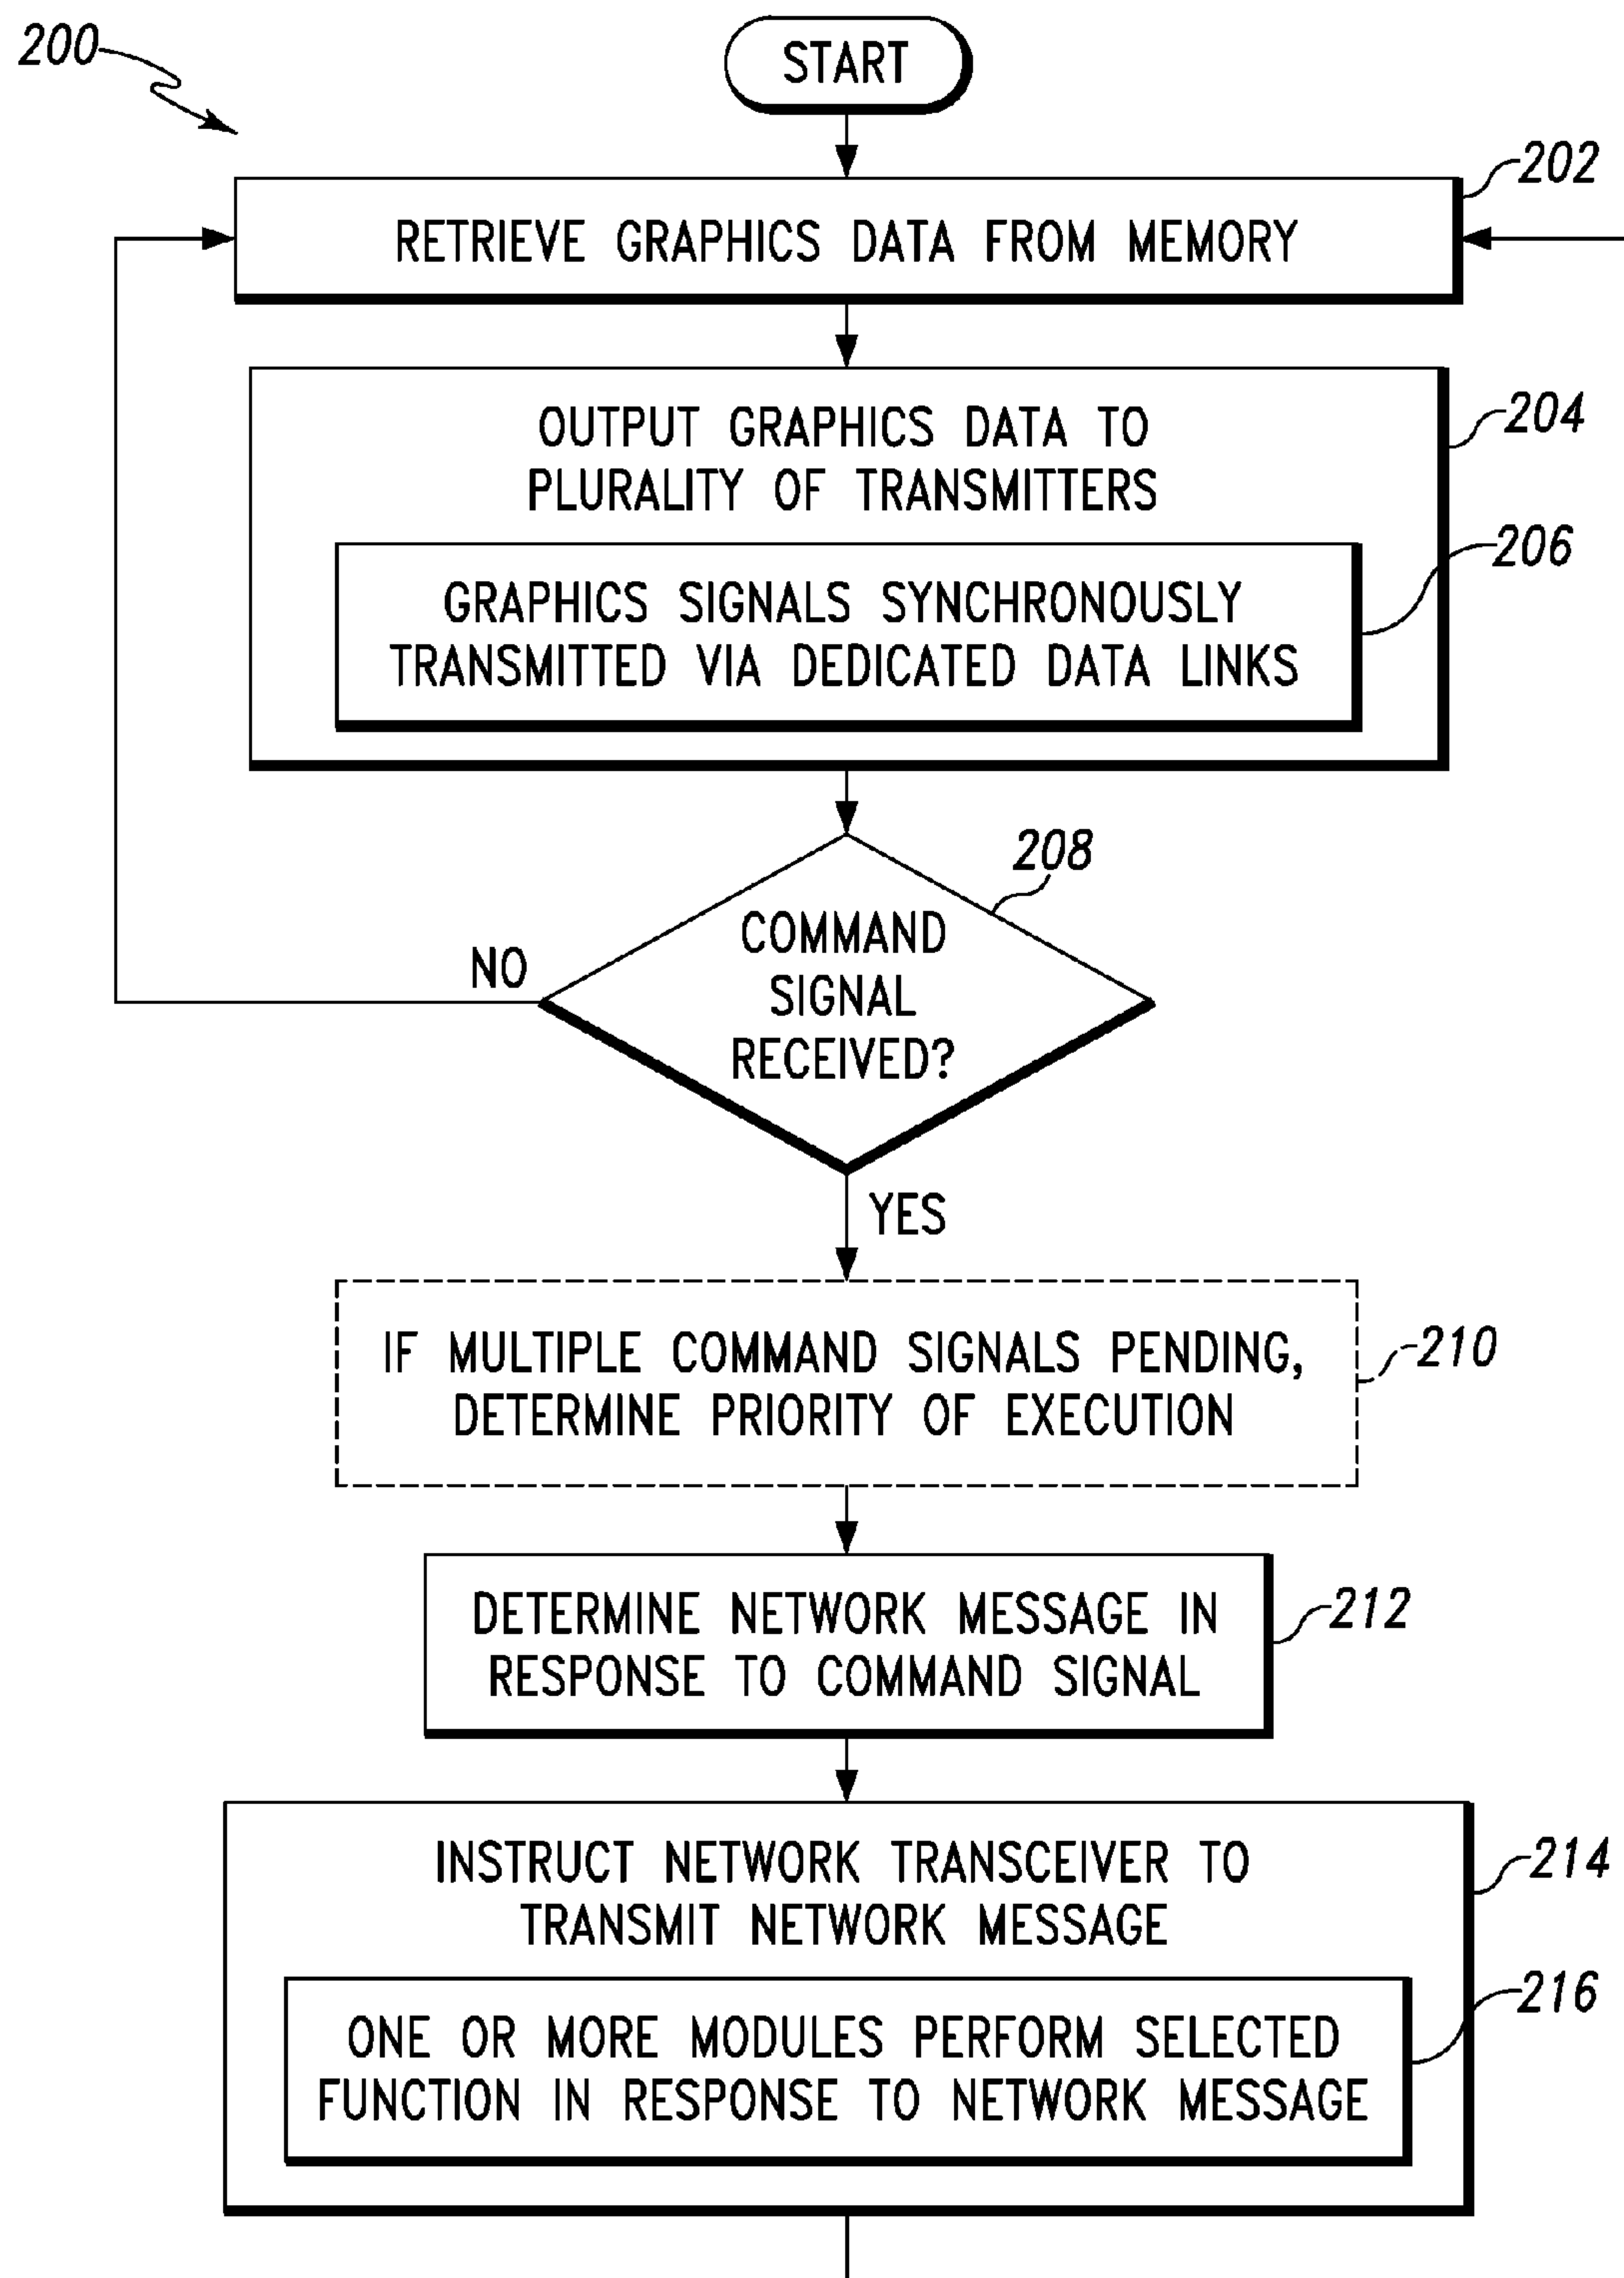 200
START
202
RETRIEVE GRAPHICS DATA FROM MEMORY
204
OUTPUT GRAPHICS DATA TO
PLURALITY OF TRANSMITTERS
206
GRAPHICS SIGNALS SYNCHRONOUSLY
TRANSMITTED VIA DEDICATED DATA LINKS
208
COMMAND
SIGNAL
RECEIVED?
NO
YES
210
IF MULTIPLE COMMAND SIGNALS PENDING,
DETERMINE PRIORITY OF EXECUTION
212
DETERMINE NETWORK MESSAGE IN
RESPONSE TO COMMAND SIGNAL
214
INSTRUCT NETWORK TRANSCEIVER TO
TRANSMIT NETWORK MESSAGE
216
ONE OR MORE MODULES PERFORM SELECTED
FUNCTION IN RESPONSE TO NETWORK MESSAGE